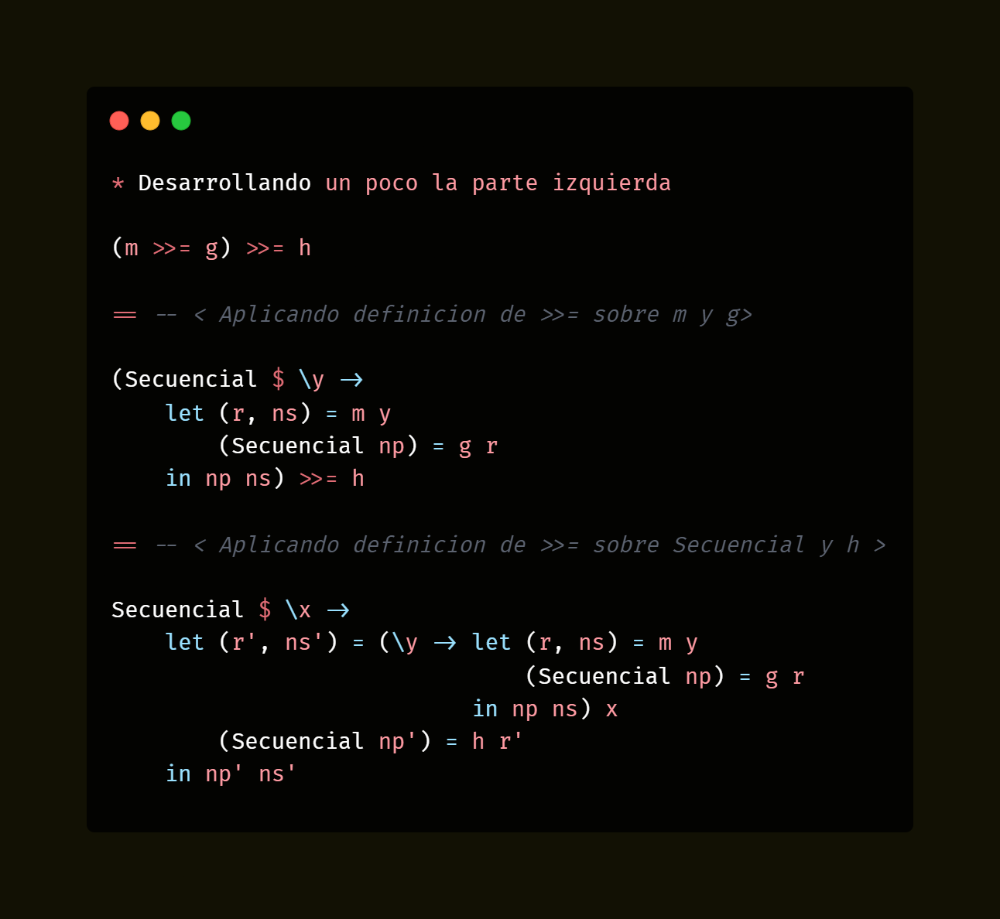 * Desarrollando un poco la parte izquierda
(m >>= g) >>= h
== -- < Aplicando definicion de >>= sobre m y g>
(Secuencial $ \y ->
let (r, ns) = m y
(Secuencial np) = g r
in np ns) >>= h
== -- < Aplicando definicion de >>= sobre Secuencial y h >
Secuencial $ \x ->
let (r', ns') = (\y -> let (r, ns) = m y
(Secuencial np) = g r
in np ns) x
(Secuencial np') = h r'
in np' ns'